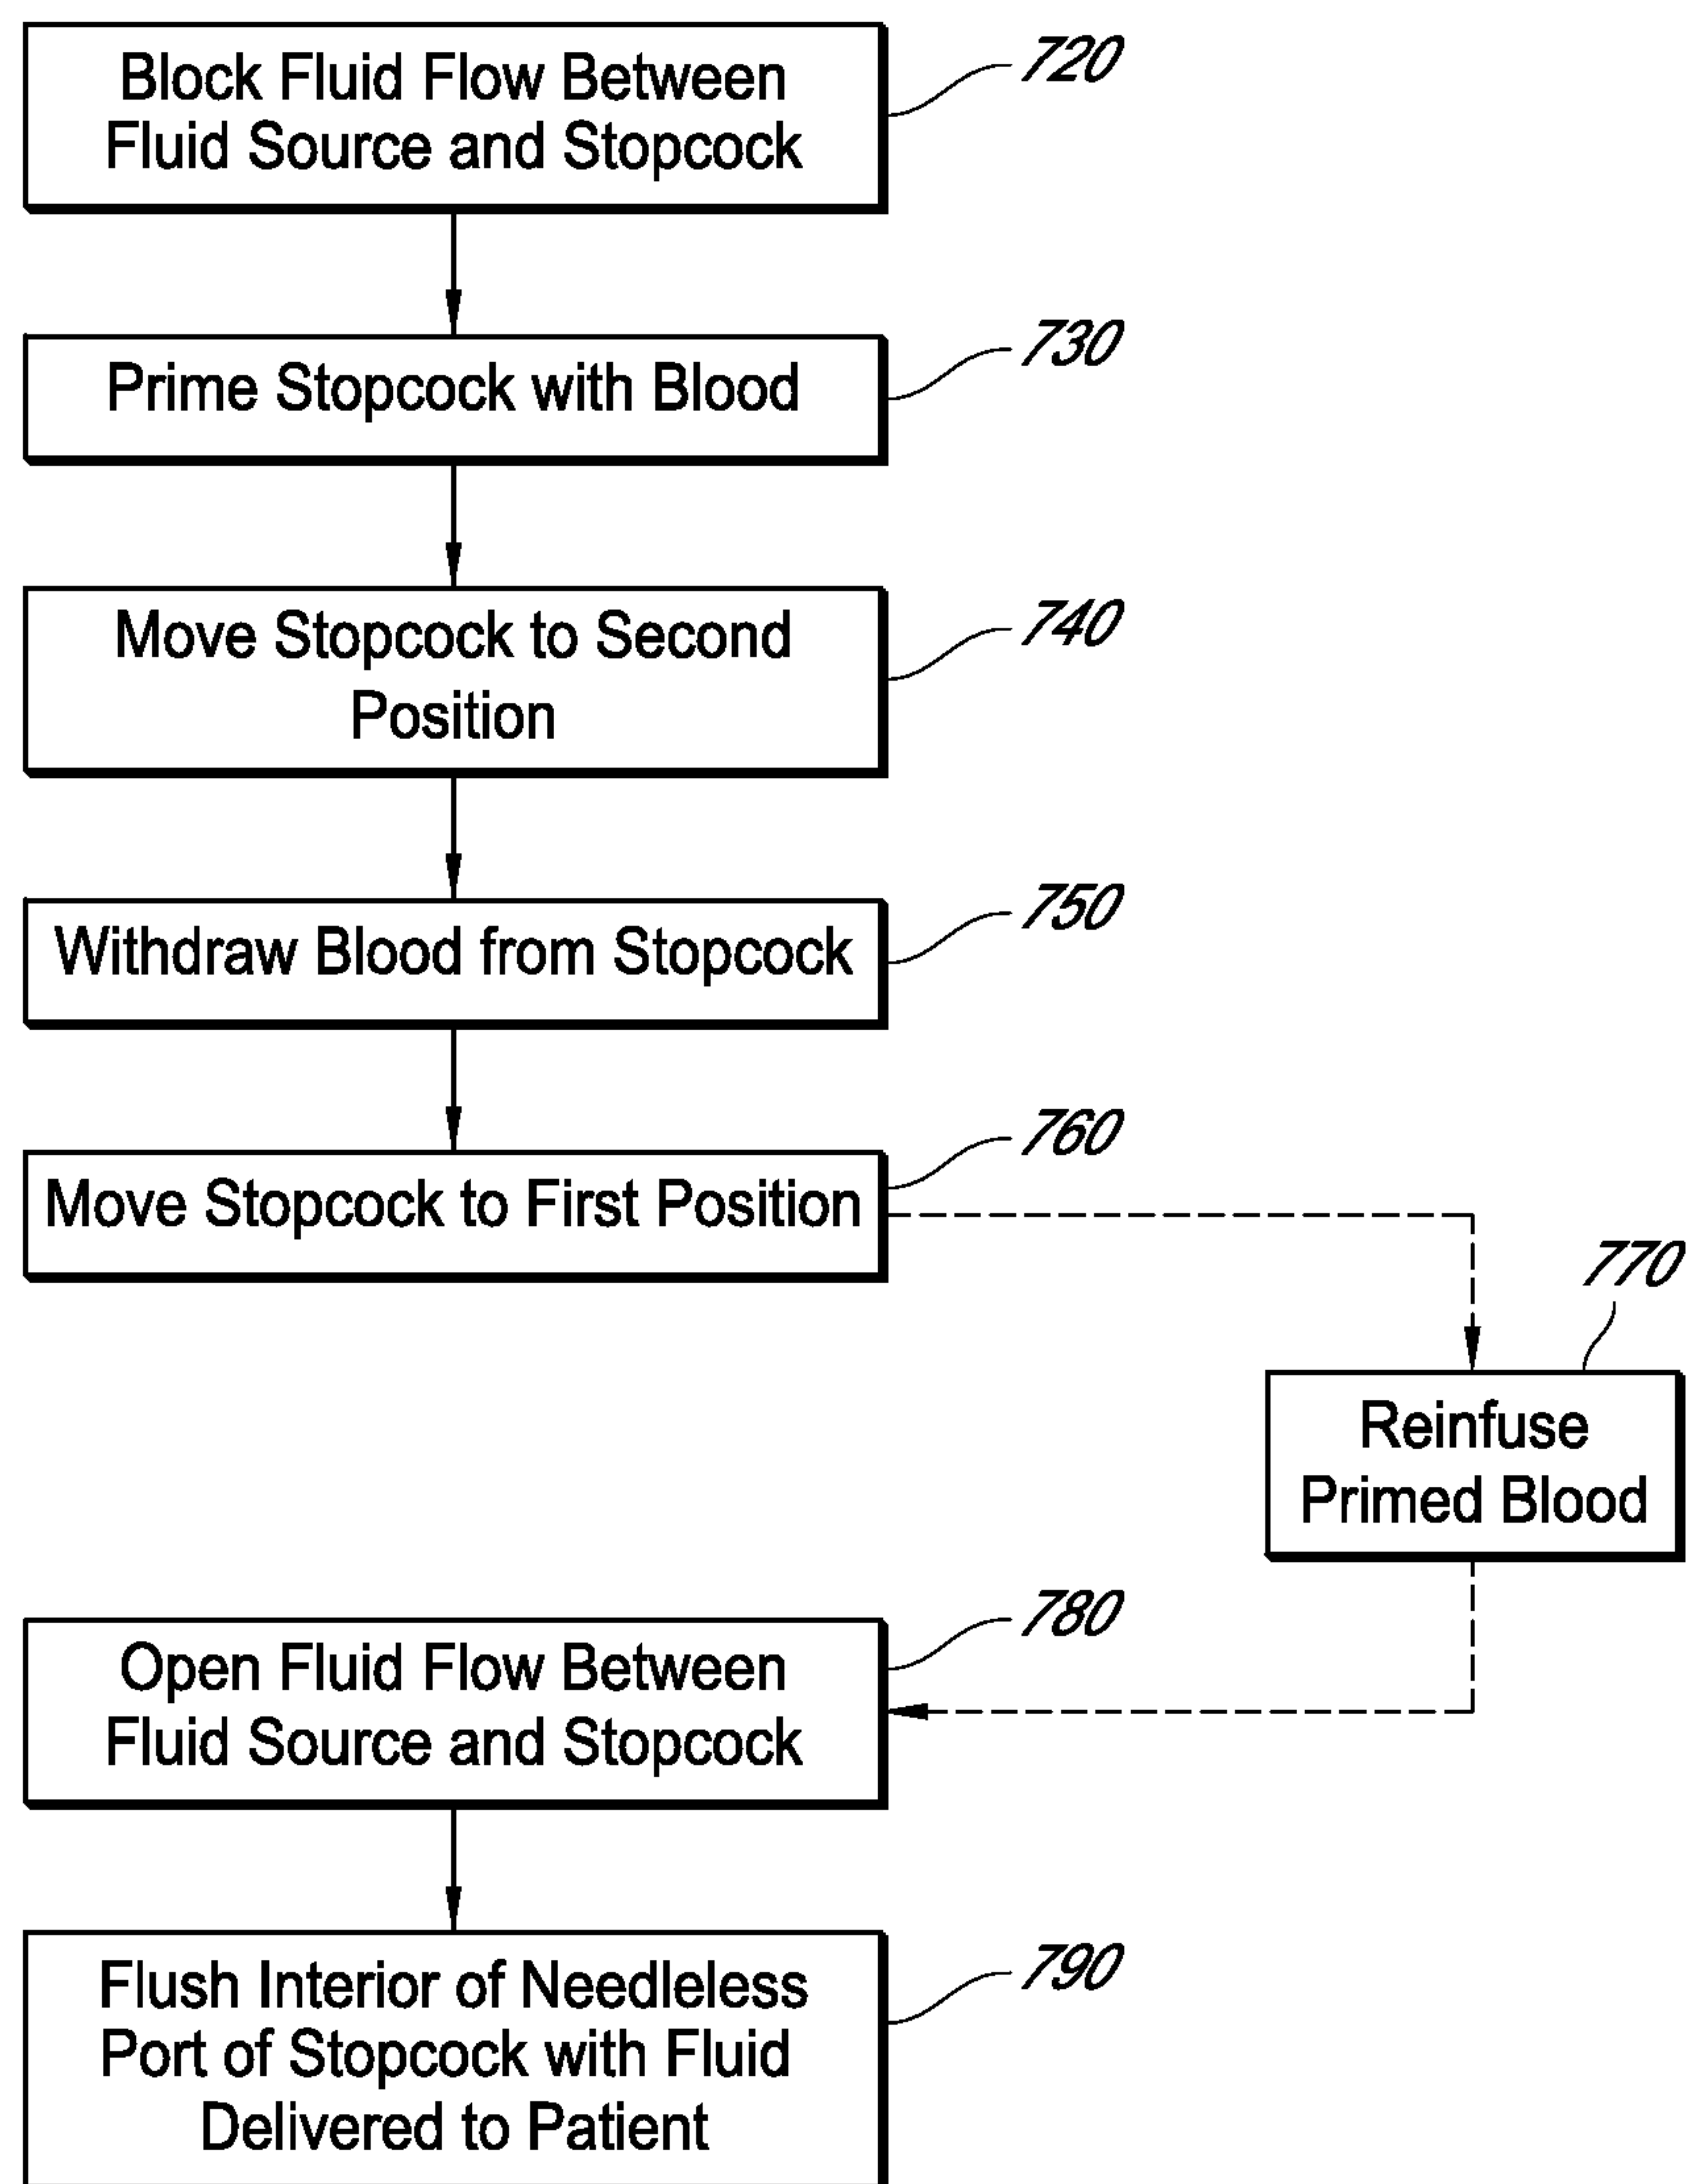 Block Fluid Flow Between
Fluid Source and Stopcock
720
Prime Stopcock with Blood
730
Move Stopcock to Second
Position
740
Withdraw Blood from Stopcock
750
Move Stopcock to First Position
760
770
Reinfuse
Primed Blood
Open Fluid Flow Between
Fluid Source and Stopcock
780
Flush Interior of Needleless
Port of Stopcock with Fluid
Delivered to Patient
790